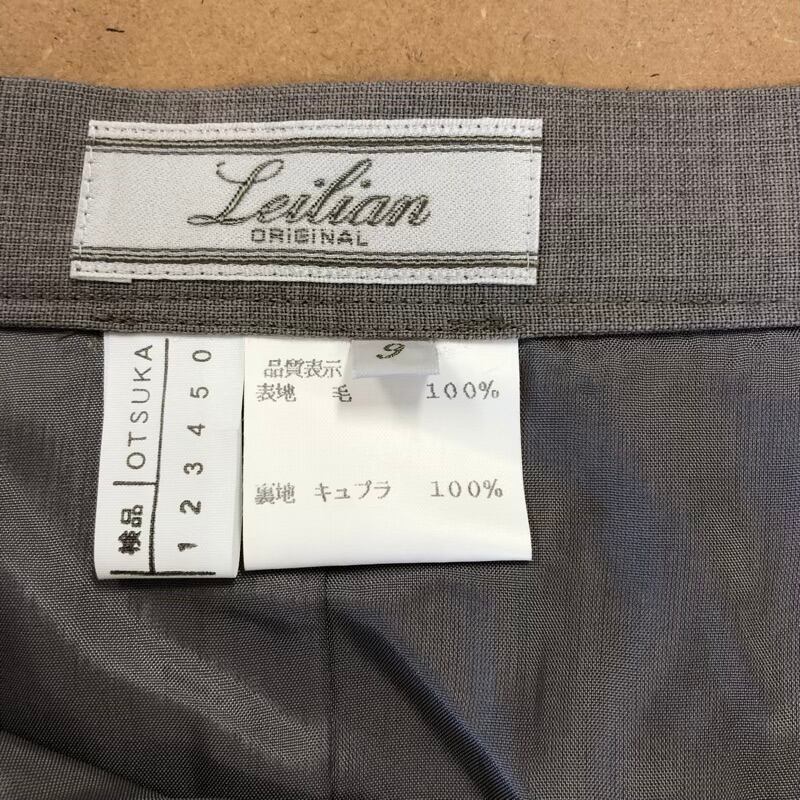 Leilian
ORIGINAL
9
品質表示
表地 毛 100%
裏地 キュプラ 100%
検品 OTSUKA
1 2 3 4 5 0